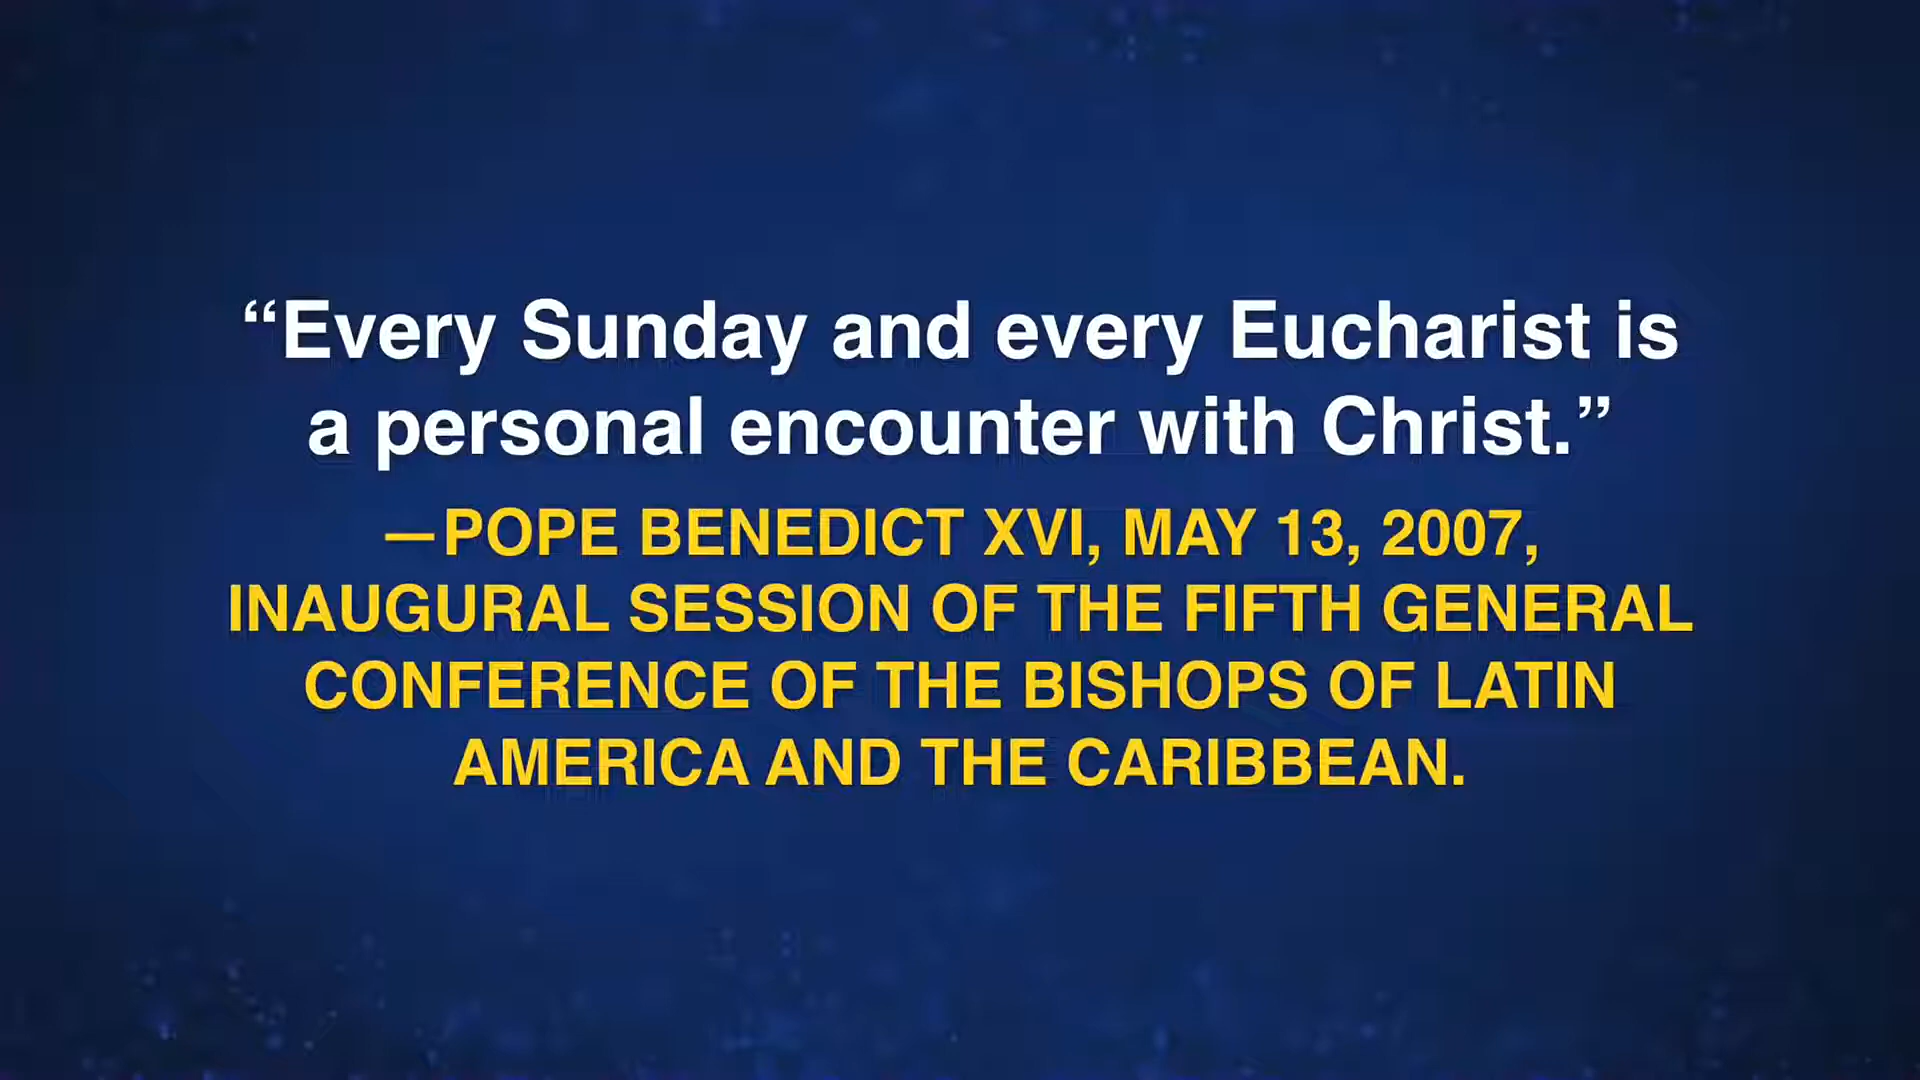 “Every Sunday and every Eucharist is
a personal encounter with Christ.”
—POPE BENEDICT XVI, MAY 13, 2007,
INAUGURAL SESSION OF THE FIFTH GENERAL
CONFERENCE OF THE BISHOPS OF LATIN
AMERICA AND THE CARIBBEAN.